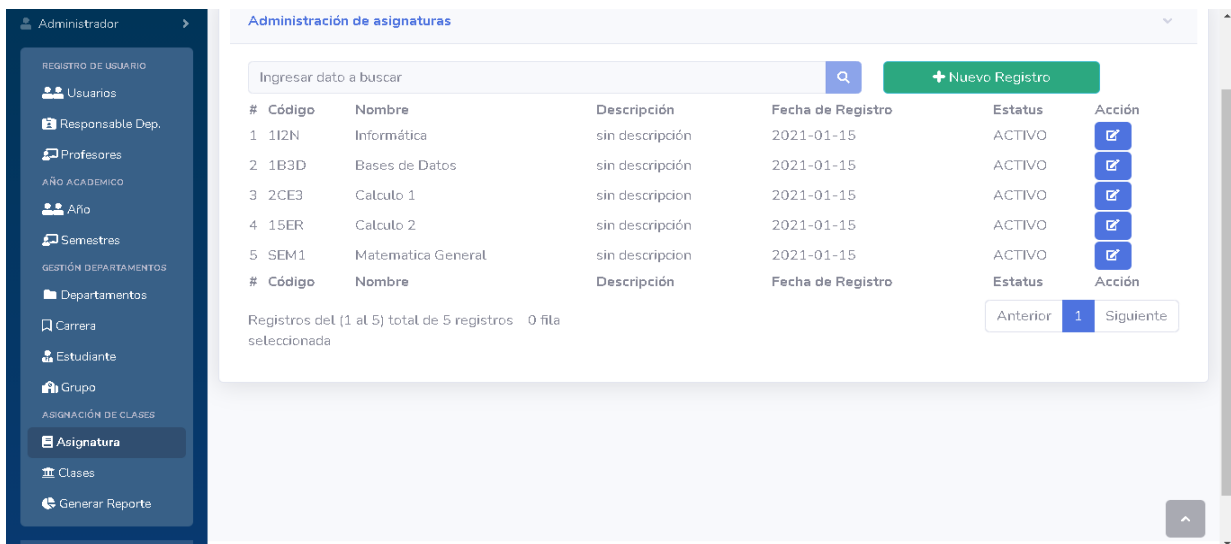 Administrador
REGISTRO DE USUARIO
Usuarios
Responsable Dep.
Profesores
AÑO ACADEMICO
Año
Semestres
GESTIÓN DEPARTAMENTOS
Departamentos
Carrera
Estudiante
Grupo
ASIGNACIÓN DE CLASES
Asignatura
Clases
Generar Reporte
Administración de asignaturas
Ingresar dato a buscar
Nuevo Registro
# Código Nombre Descripción Fecha de Registro Estatus Acción
1 1I2N Informática sin descripción 2021-01-15 ACTIVO
2 1B3D Bases de Datos sin descripción 2021-01-15 ACTIVO
3 2CE3 Calculo 1 sin descripcion 2021-01-15 ACTIVO
4 15ER Calculo 2 sin descripción 2021-01-15 ACTIVO
5 SEM1 Matematica General sin descripcion 2021-01-15 ACTIVO
# Código Nombre Descripción Fecha de Registro Estatus Acción
Registros del (1 al 5) total de 5 registros 0 fila
seleccionada
Anterior 1 Siguiente